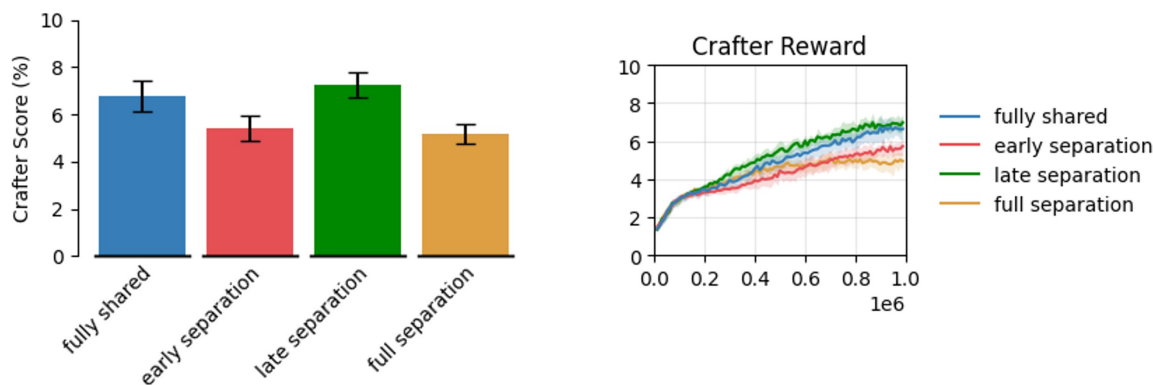 Crafter Score (%)
10
8
6
4
2
0
fully shared
early separation
late separation
full separation
Crafter Reward
10
8
6
4
2
0
0.0 0.2 0.4 0.6 0.8 1.0
1e6
fully shared
early separation
late separation
full separation